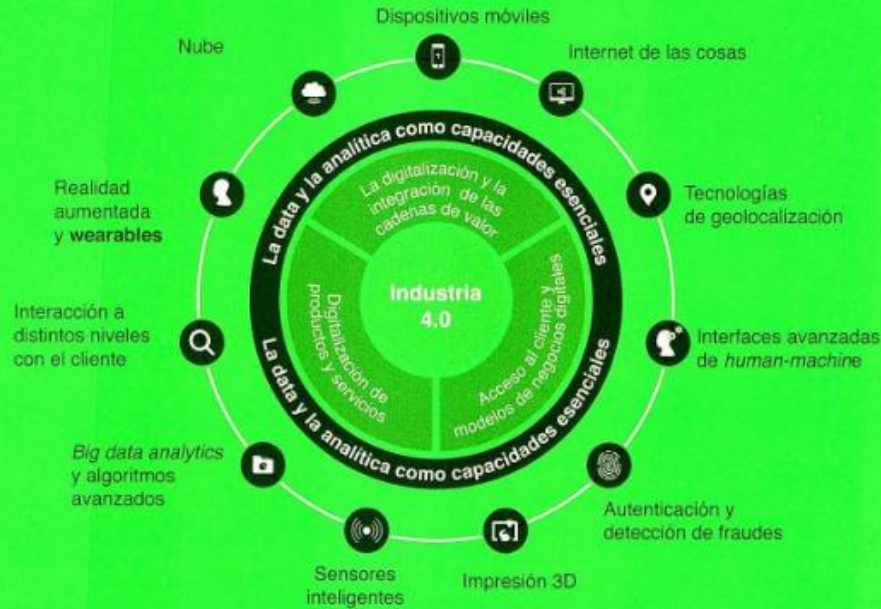 Dispositivos móviles
Nube
Internet de las cosas
Realidad
aumentada
y wearables
Tecnologías
de geolocalización
Interacción a
distintos niveles
con el cliente
Interfaces avanzadas
de human-machine
Big data analytics
y algoritmos
avanzados
Autenticación y
detección de fraudes
Sensores
inteligentes
Impresión 3D
La data y la analítica como capacidades esenciales
La digitalización y la
integración de las
cadenas de valor
Industria
4.0
Digitalización de
productos y servicios
Acceso al cliente y
modelos de negocios digitales
La data y la analítica como capacidades esenciales